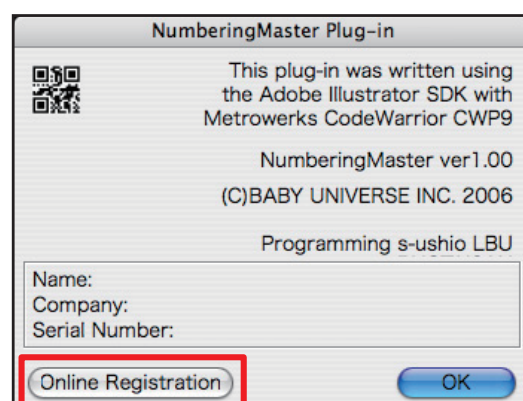 NumberingMaster Plug-in
This plug-in was written using
the Adobe Illustrator SDK with
Metrowerks CodeWarrior CWP9
NumberingMaster ver1.00
(C)BABY UNIVERSE INC. 2006
Programming s-ushio LBU
Name:
Company:
Serial Number:
Online Registration
OK